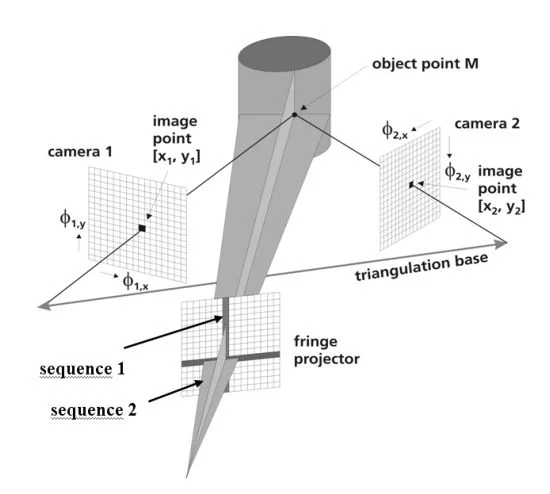 object point M
ϕ2,x
camera 2
image
point
[x1, y1]
camera 1
ϕ2,y
image
point
[x2, y2]
ϕ1,y
ϕ1,x
triangulation base
fringe
projector
sequence 1
sequence 2